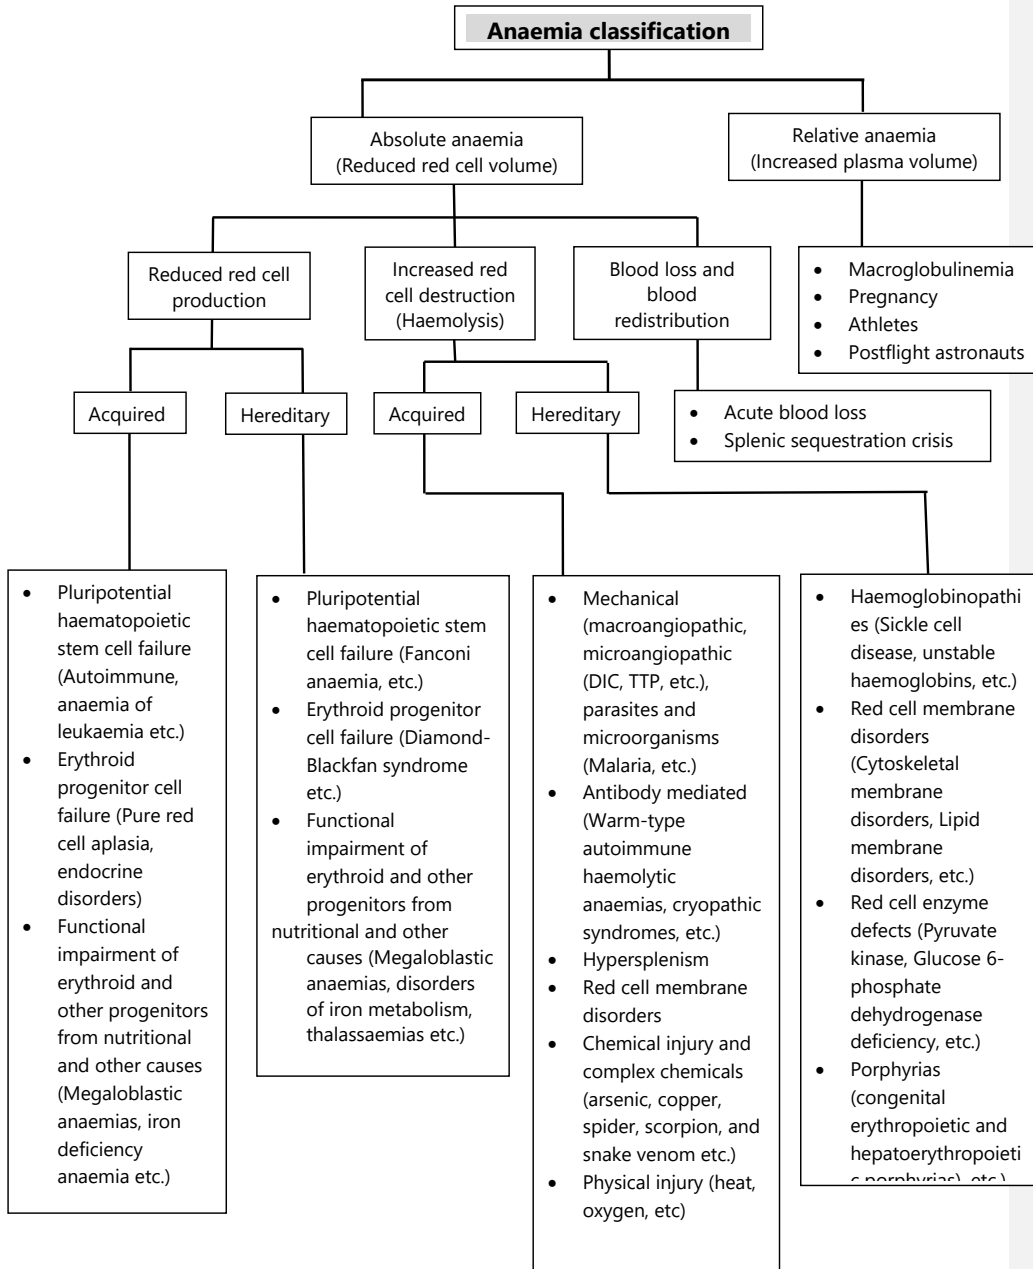 Anaemia classification
Absolute anaemia
(Reduced red cell volume)
Relative anaemia
(Increased plasma volume)
Reduced red cell
production
Increased red
cell destruction
(Haemolysis)
Blood loss and
blood
redistribution
• Macroglobulinemia
• Pregnancy
• Athletes
• Postflight astronauts
Acquired
Hereditary
Acquired
Hereditary
• Acute blood loss
• Splenic sequestration crisis
• Pluripotential
haematopoietic
stem cell failure
(Autoimmune,
anaemia of
leukaemia etc.)
• Erythroid
progenitor cell
failure (Pure red
cell aplasia,
endocrine
disorders)
• Functional
impairment of
erythroid and
other progenitors
from nutritional
and other causes
(Megaloblastic
anaemias, iron
deficiency
anaemia etc.)
• Pluripotential
haematopoietic stem
cell failure (Fanconi
anaemia, etc.)
• Erythroid progenitor
cell failure (Diamond-
Blackfan syndrome
etc.)
• Functional
impairment of
erythroid and other
progenitors from
nutritional and other
causes (Megaloblastic
anaemias, disorders
of iron metabolism,
thalassaemias etc.)
• Mechanical
(macroangiopathic,
microangiopathic
(DIC, TTP, etc.),
parasites and
microorganisms
(Malaria, etc.)
• Antibody mediated
(Warm-type
autoimmune
haemolytic
anaemias, cryopathic
syndromes, etc.)
• Hypersplenism
• Red cell membrane
disorders
• Chemical injury and
complex chemicals
(arsenic, copper,
spider, scorpion, and
snake venom etc.)
• Physical injury (heat,
oxygen, etc)
• Haemoglobinopathi
es (Sickle cell
disease, unstable
haemoglobins, etc.)
• Red cell membrane
disorders
(Cytoskeletal
membrane
disorders, Lipid
membrane
disorders, etc.)
• Red cell enzyme
defects (Pyruvate
kinase, Glucose 6-
phosphate
dehydrogenase
deficiency, etc.)
• Porphyrias
(congenital
erythropoietic and
hepatoerythropoieti
c porphyrias), etc.)